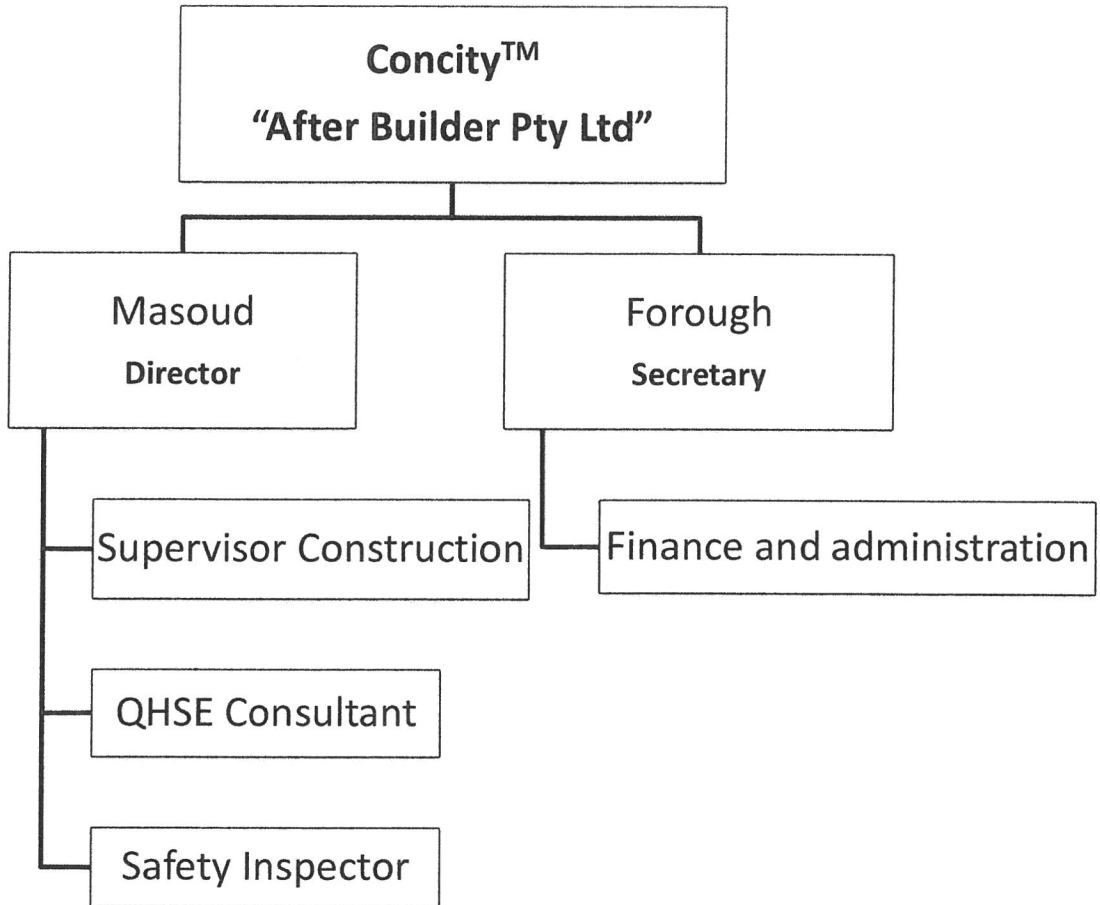 Concity™
“After Builder Pty Ltd”
Masoud
Director
Forough
Secretary
Supervisor Construction
Finance and administration
QHSE Consultant
Safety Inspector